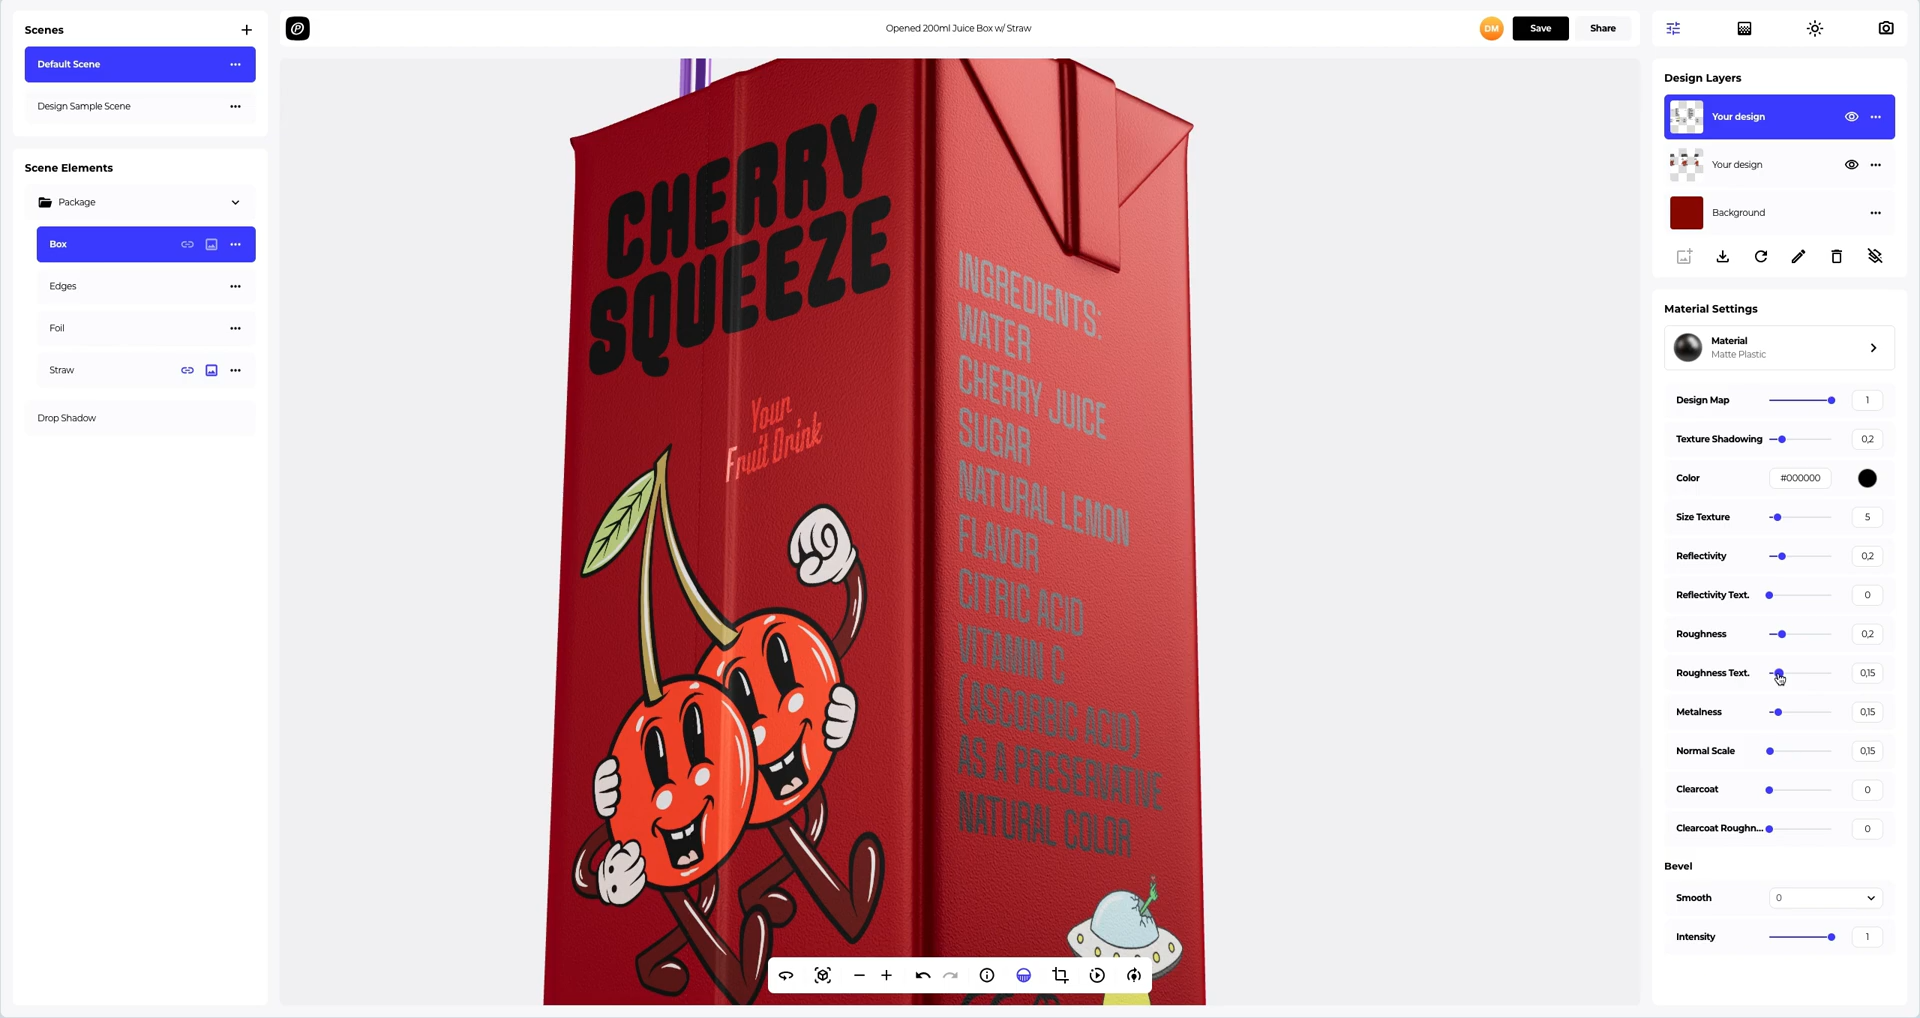 Scenes
Default Scene
Design Sample Scene
Scene Elements
Package
Box
Edges
Foil
Straw
Drop Shadow
Opened 200ml Juice Box w/ Straw
DM
Save
Share
CHERRY
SQUEEZE
Your
Fruit Drink
INGREDIENTS:
WATER
CHERRY JUICE
SUGAR
NATURAL LEMON
FLAVOR
CITRIC ACID
VITAMIN C
(ASCORBIC ACID)
AS A PRESERVATIVE
NATURAL COLOR
Design Layers
Your design
Your design
Background
Material Settings
Material
Matte Plastic
Design Map 1
Texture Shadowing 0,2
Color #000000
Size Texture 5
Reflectivity 0,2
Reflectivity Text. 0
Roughness 0,2
Roughness Text. 0,15
Metalness 0,15
Normal Scale 0,15
Clearcoat 0
Clearcoat Roughn... 0
Bevel
Smooth 0
Intensity 1